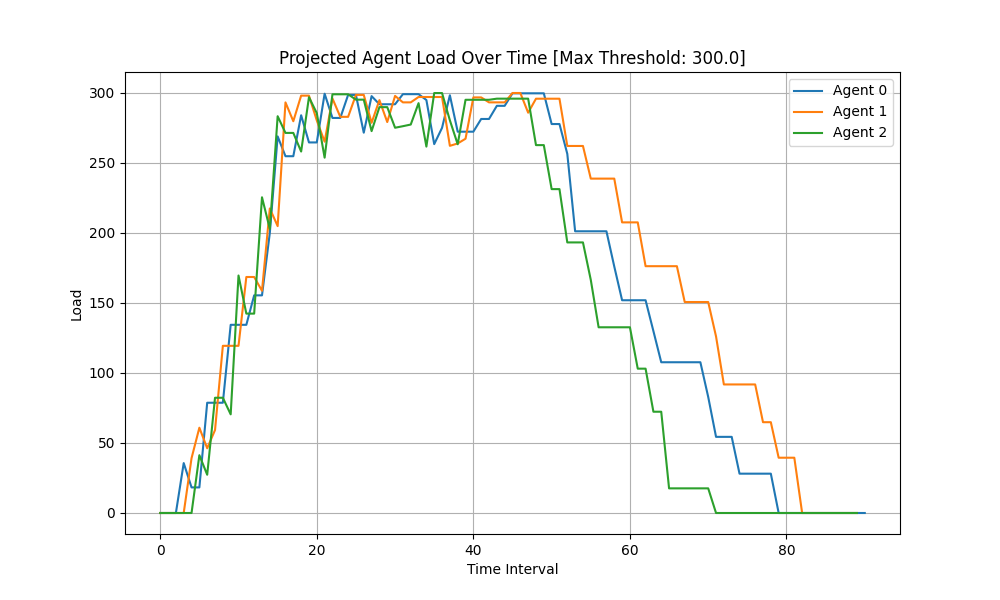 Projected Agent Load Over Time [Max Threshold: 300.0]
Agent 0
Agent 1
Agent 2
Load
300
250
200
150
100
50
0
0 20 40 60 80
Time Interval